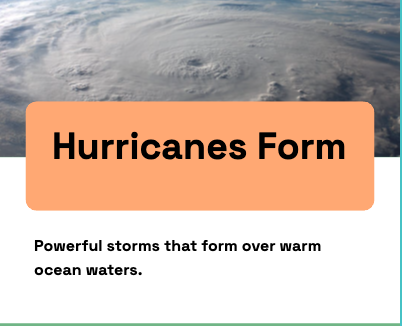 Hurricanes Form
Powerful storms that form over warm
ocean waters.